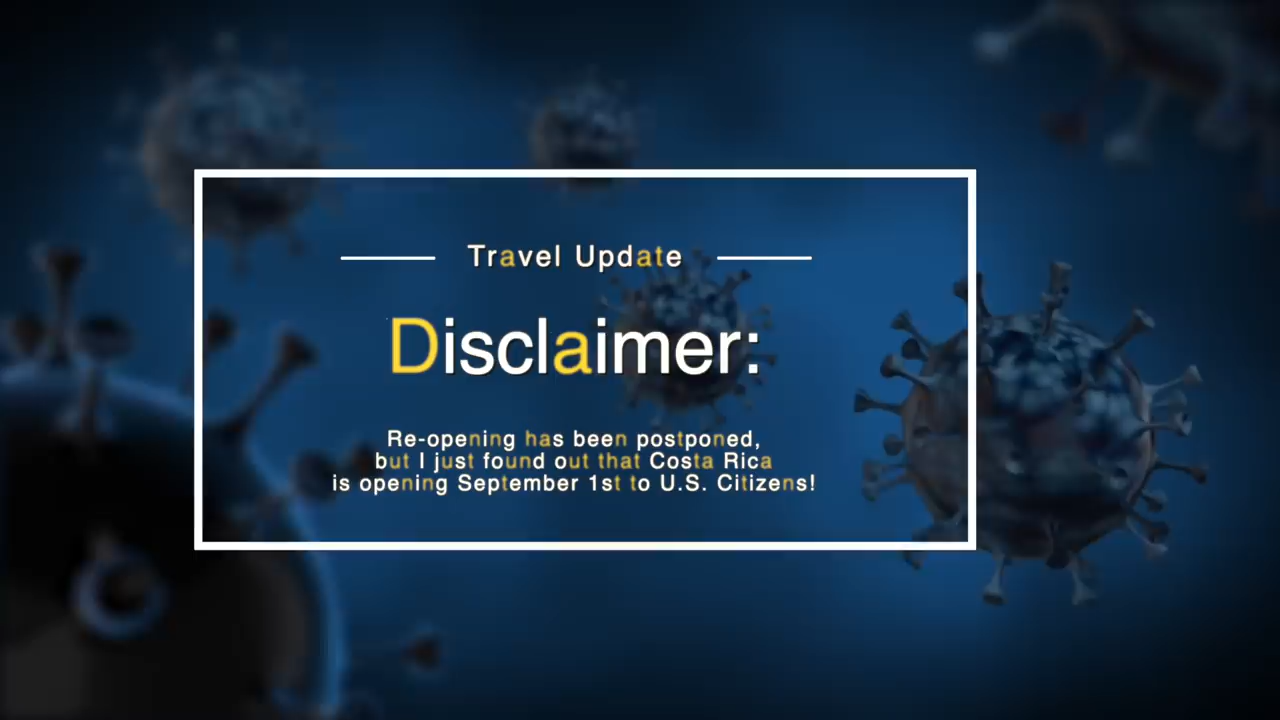 Travel Update
Disclaimer:
Re-opening has been postponed,
but I just found out that Costa Rica
is opening September 1st to U.S. Citizens!